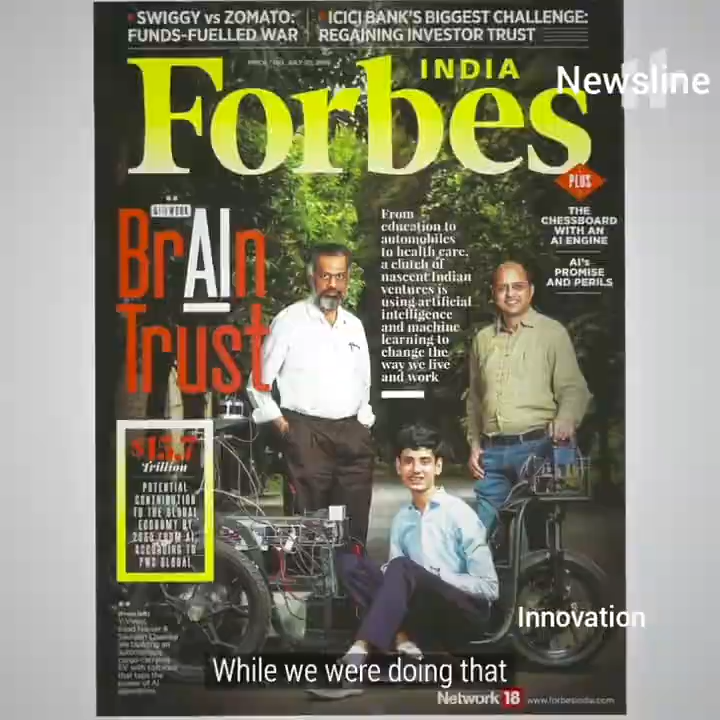 SWIGGY vs ZOMATO:
FUNDS-FUELLED WAR
ICICI BANK'S BIGGEST CHALLENGE:
REGAINING INVESTOR TRUST
INDIA
Forbes
Newsline
PLUS
THE
CHESSBOARD
WITH AN
AI ENGINE
AI's
PROMISE
AND PERILS
BrAIn
Trust
From
education to
automobiles
to health care,
a clutch of
nascent Indian
ventures is
using artificial
intelligence
and machine
learning to
change the
way we live
and work
$15.7
Trillion
POTENTIAL
CONTRIBUTION
TO THE GLOBAL
ECONOMY BY
FROM AI,
ACCORDING TO
PWC GLOBAL
Innovation
While we were doing that
Network 18
www.forbesindia.com